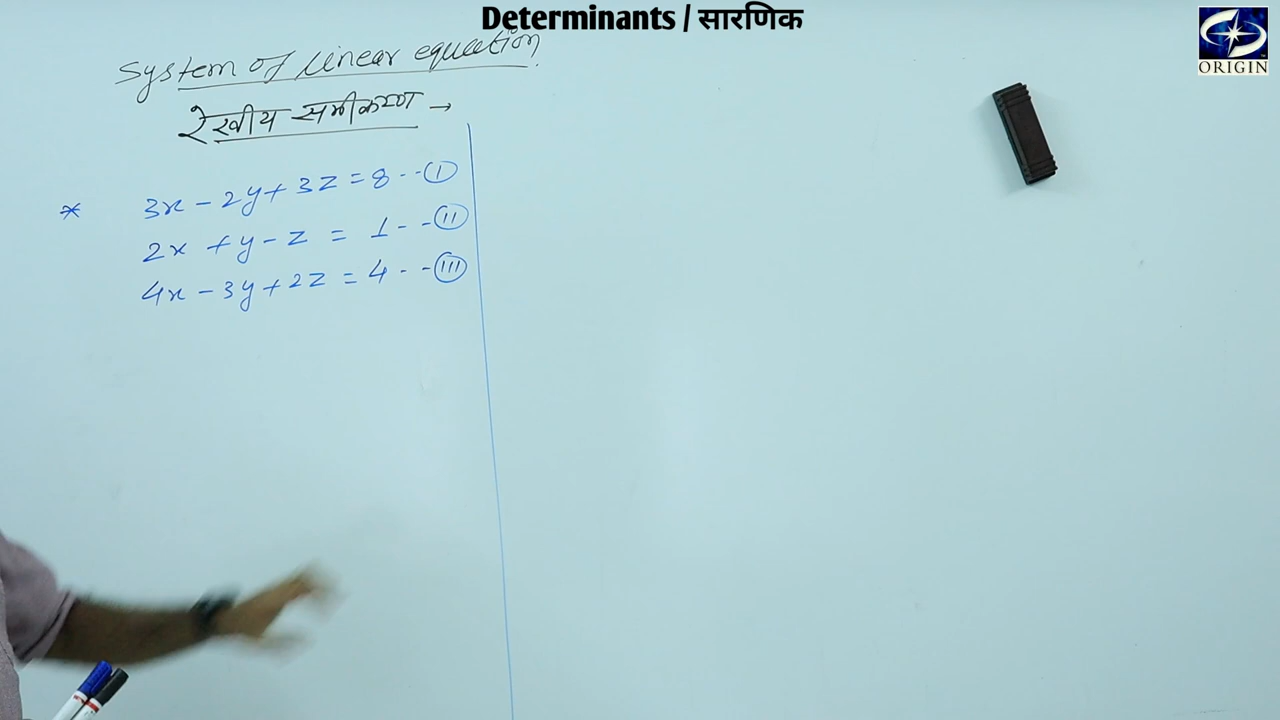 Determinants / सारणिक
ORIGIN
System of linear equation
रेखीय समीकरण →
* 3x - 2y + 3z = 8 -- (I)
2x + y - z = 1 -- (II)
4x - 3y + 2z = 4 -- (III)